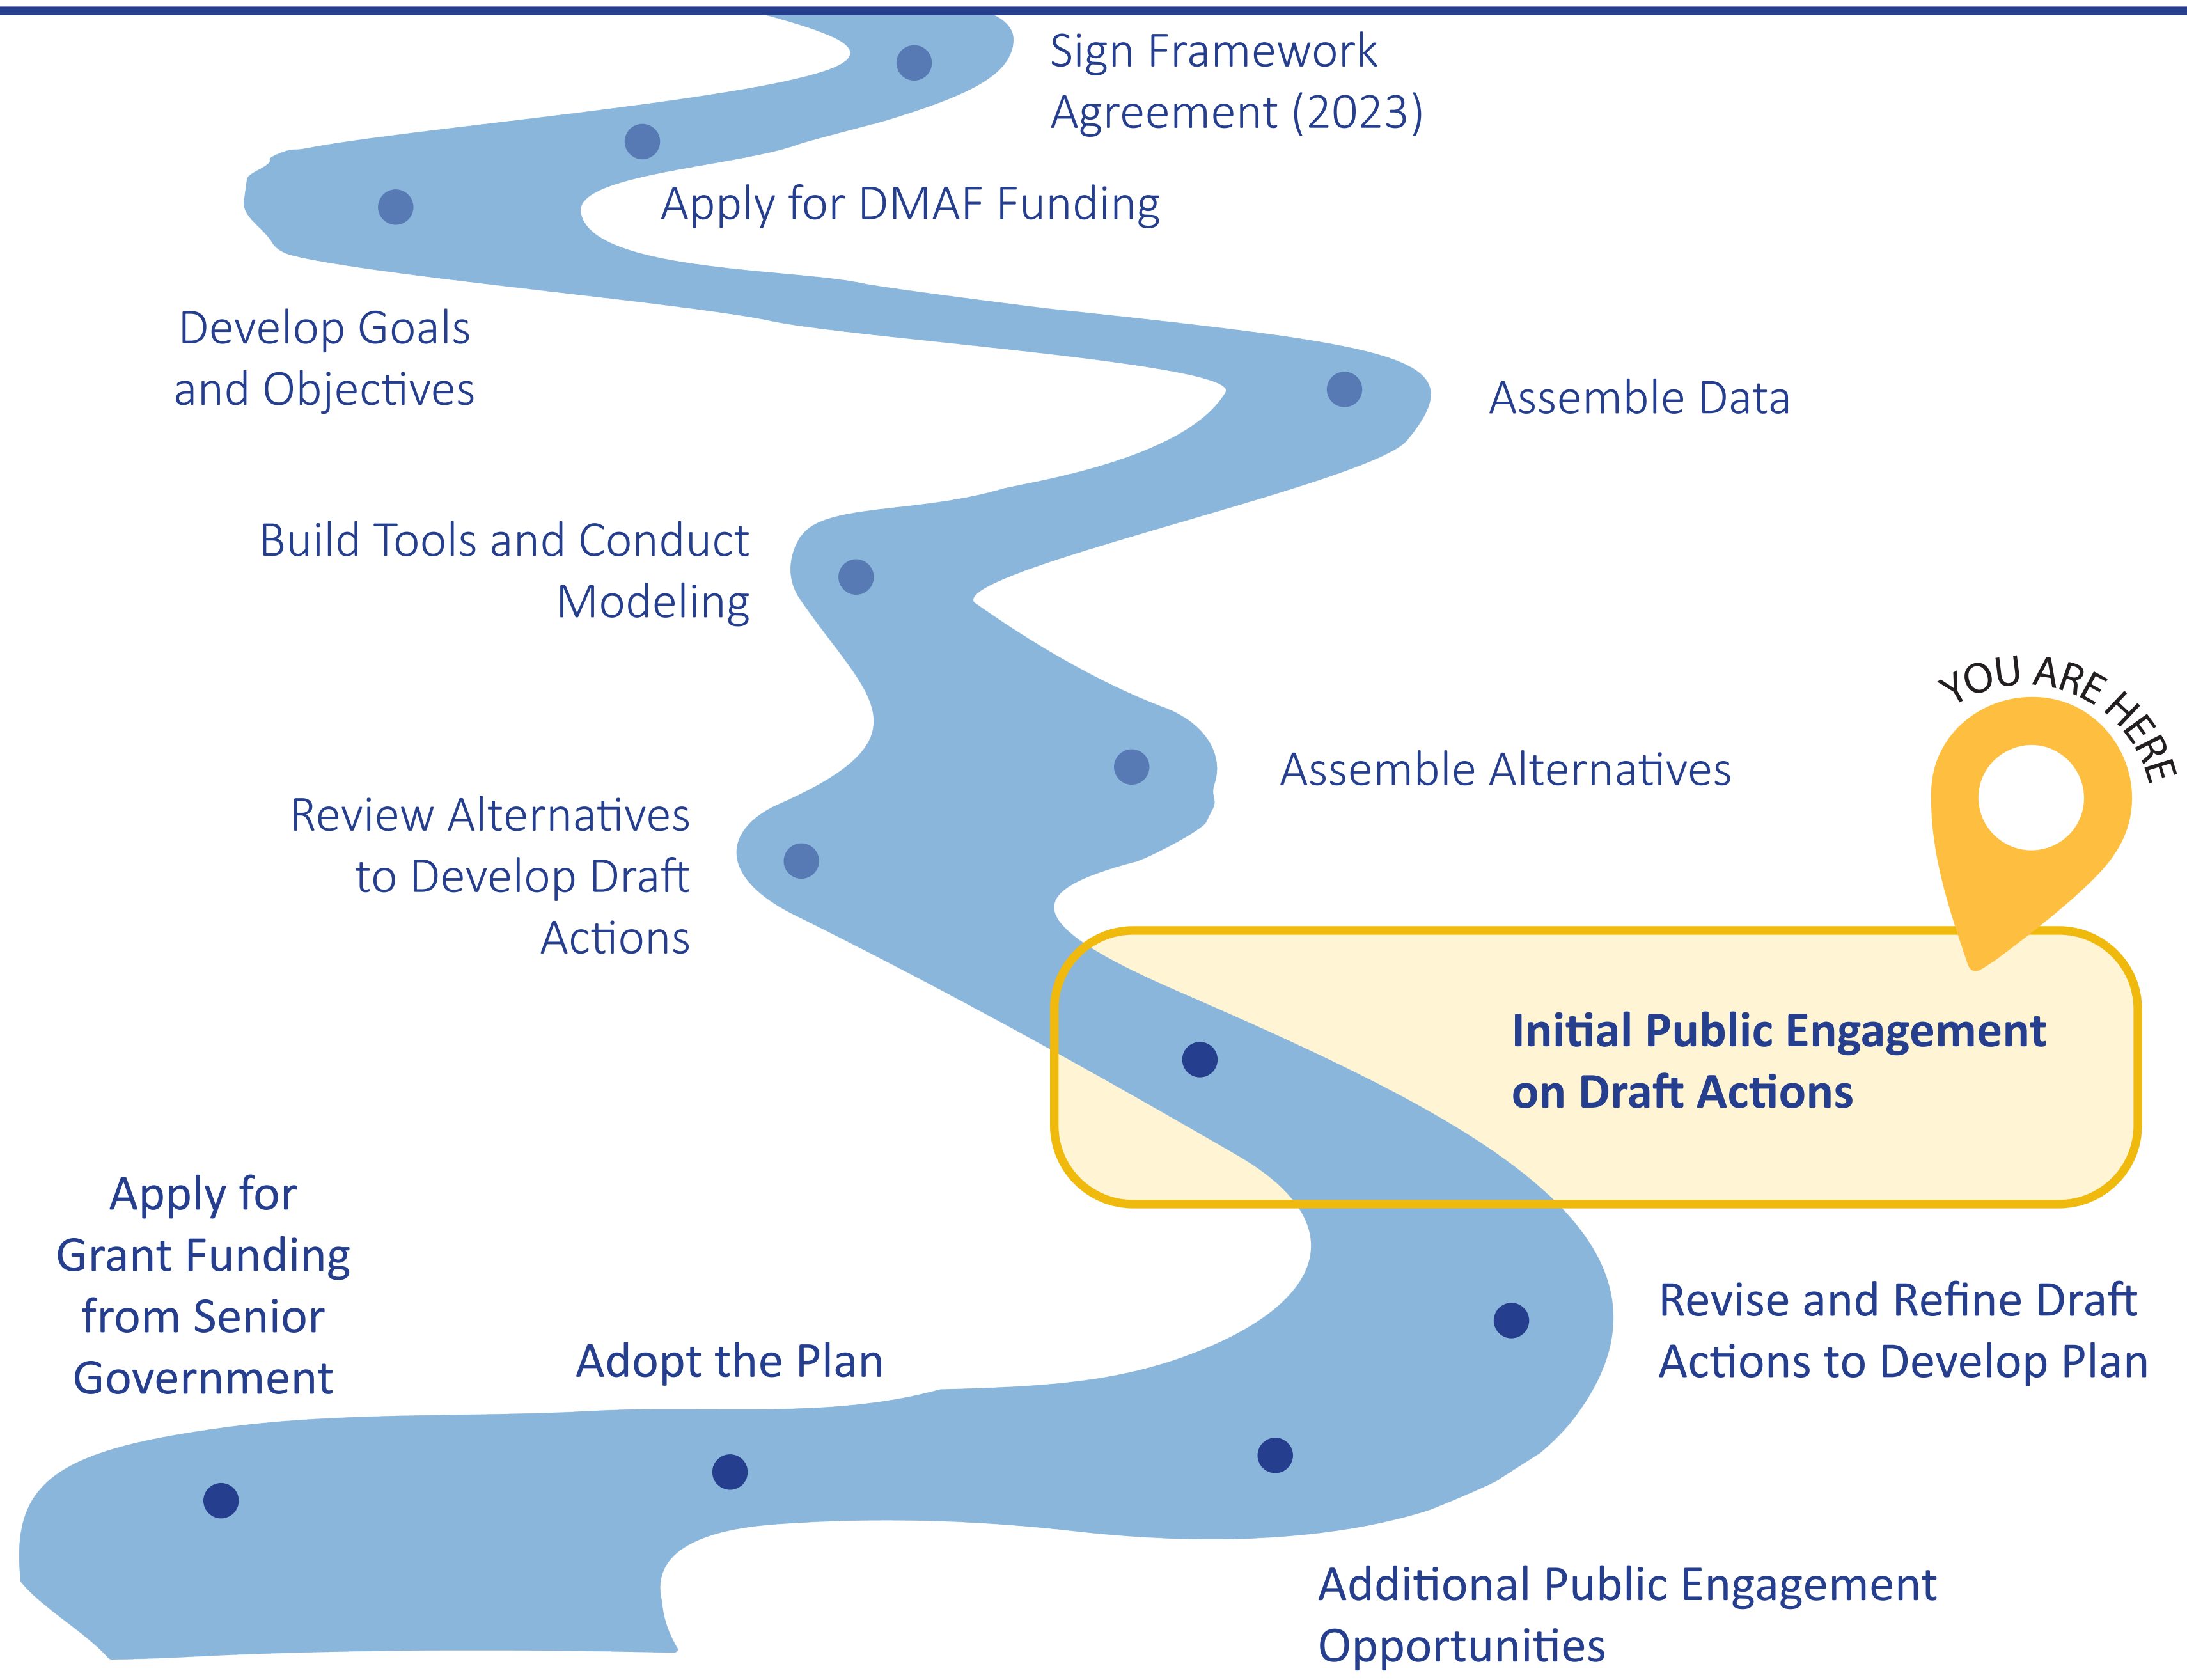 Sign Framework
Agreement (2023)
Apply for DMAF Funding
Develop Goals
and Objectives
Assemble Data
Build Tools and Conduct
Modeling
Assemble Alternatives
Review Alternatives
to Develop Draft
Actions
YOU ARE HERE
Initial Public Engagement
on Draft Actions
Revise and Refine Draft
Actions to Develop Plan
Additional Public Engagement
Opportunities
Adopt the Plan
Apply for
Grant Funding
from Senior
Government